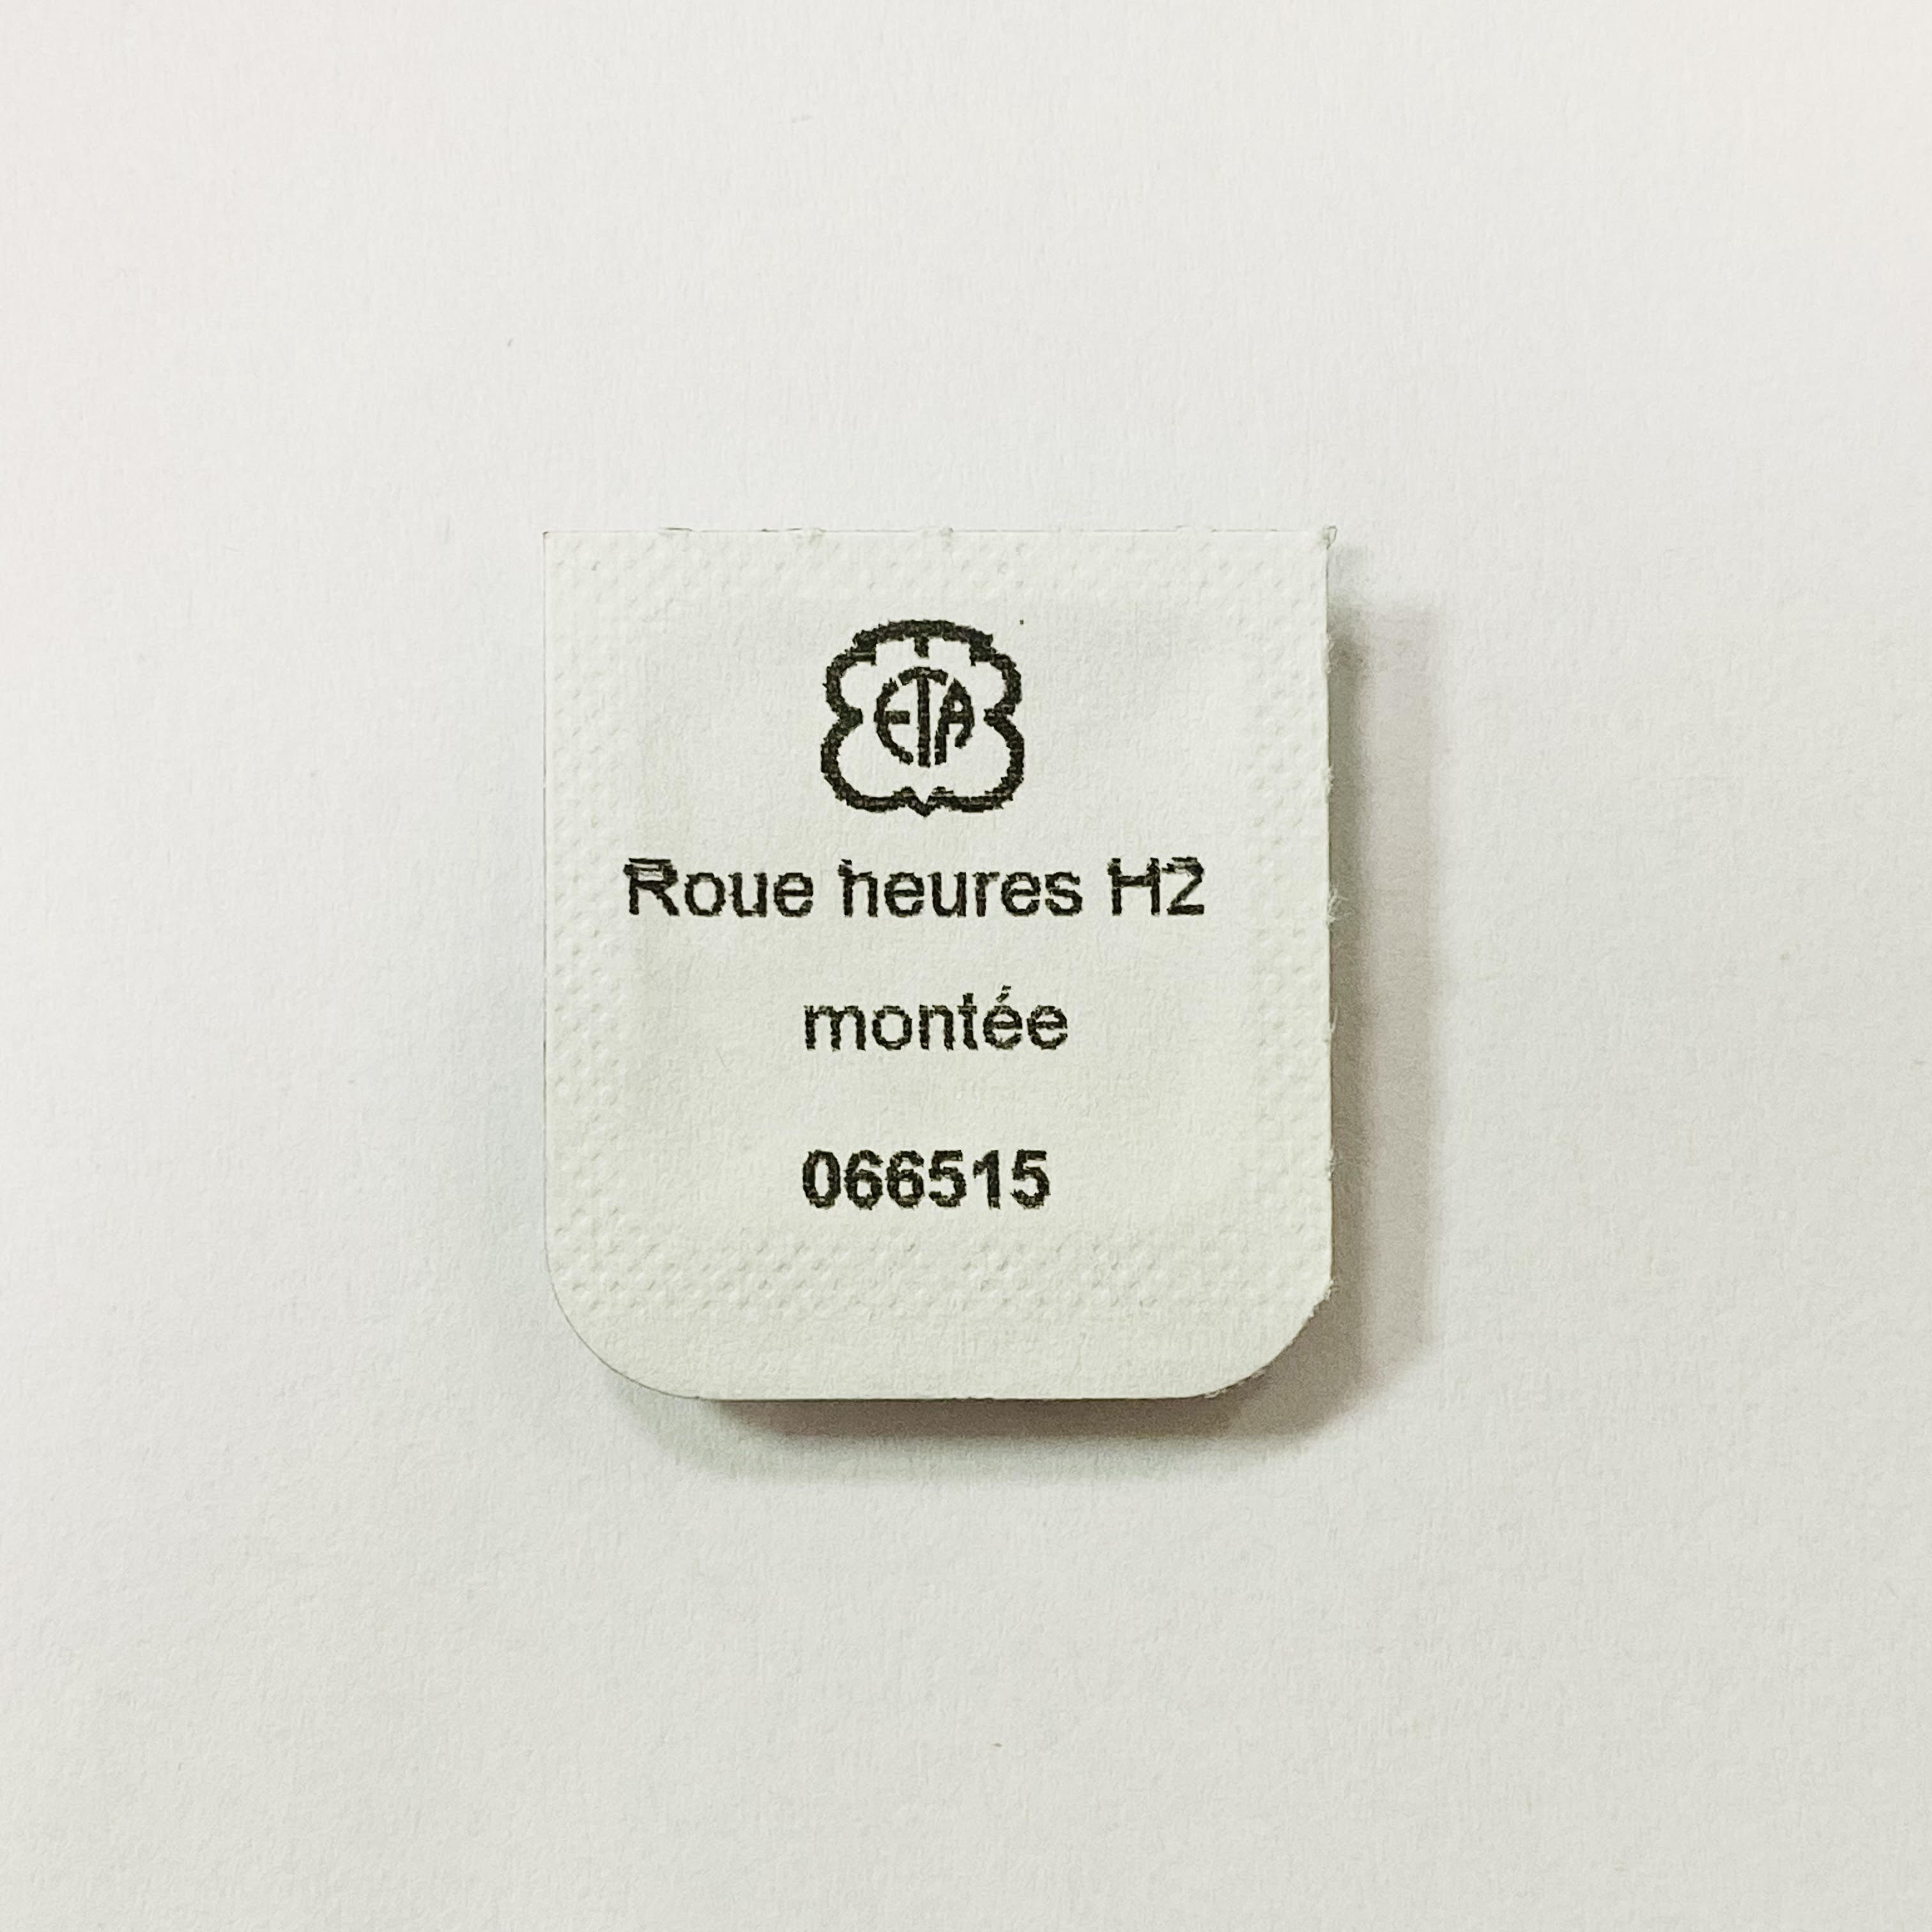 ETA
Roue heures H2
montée
066515